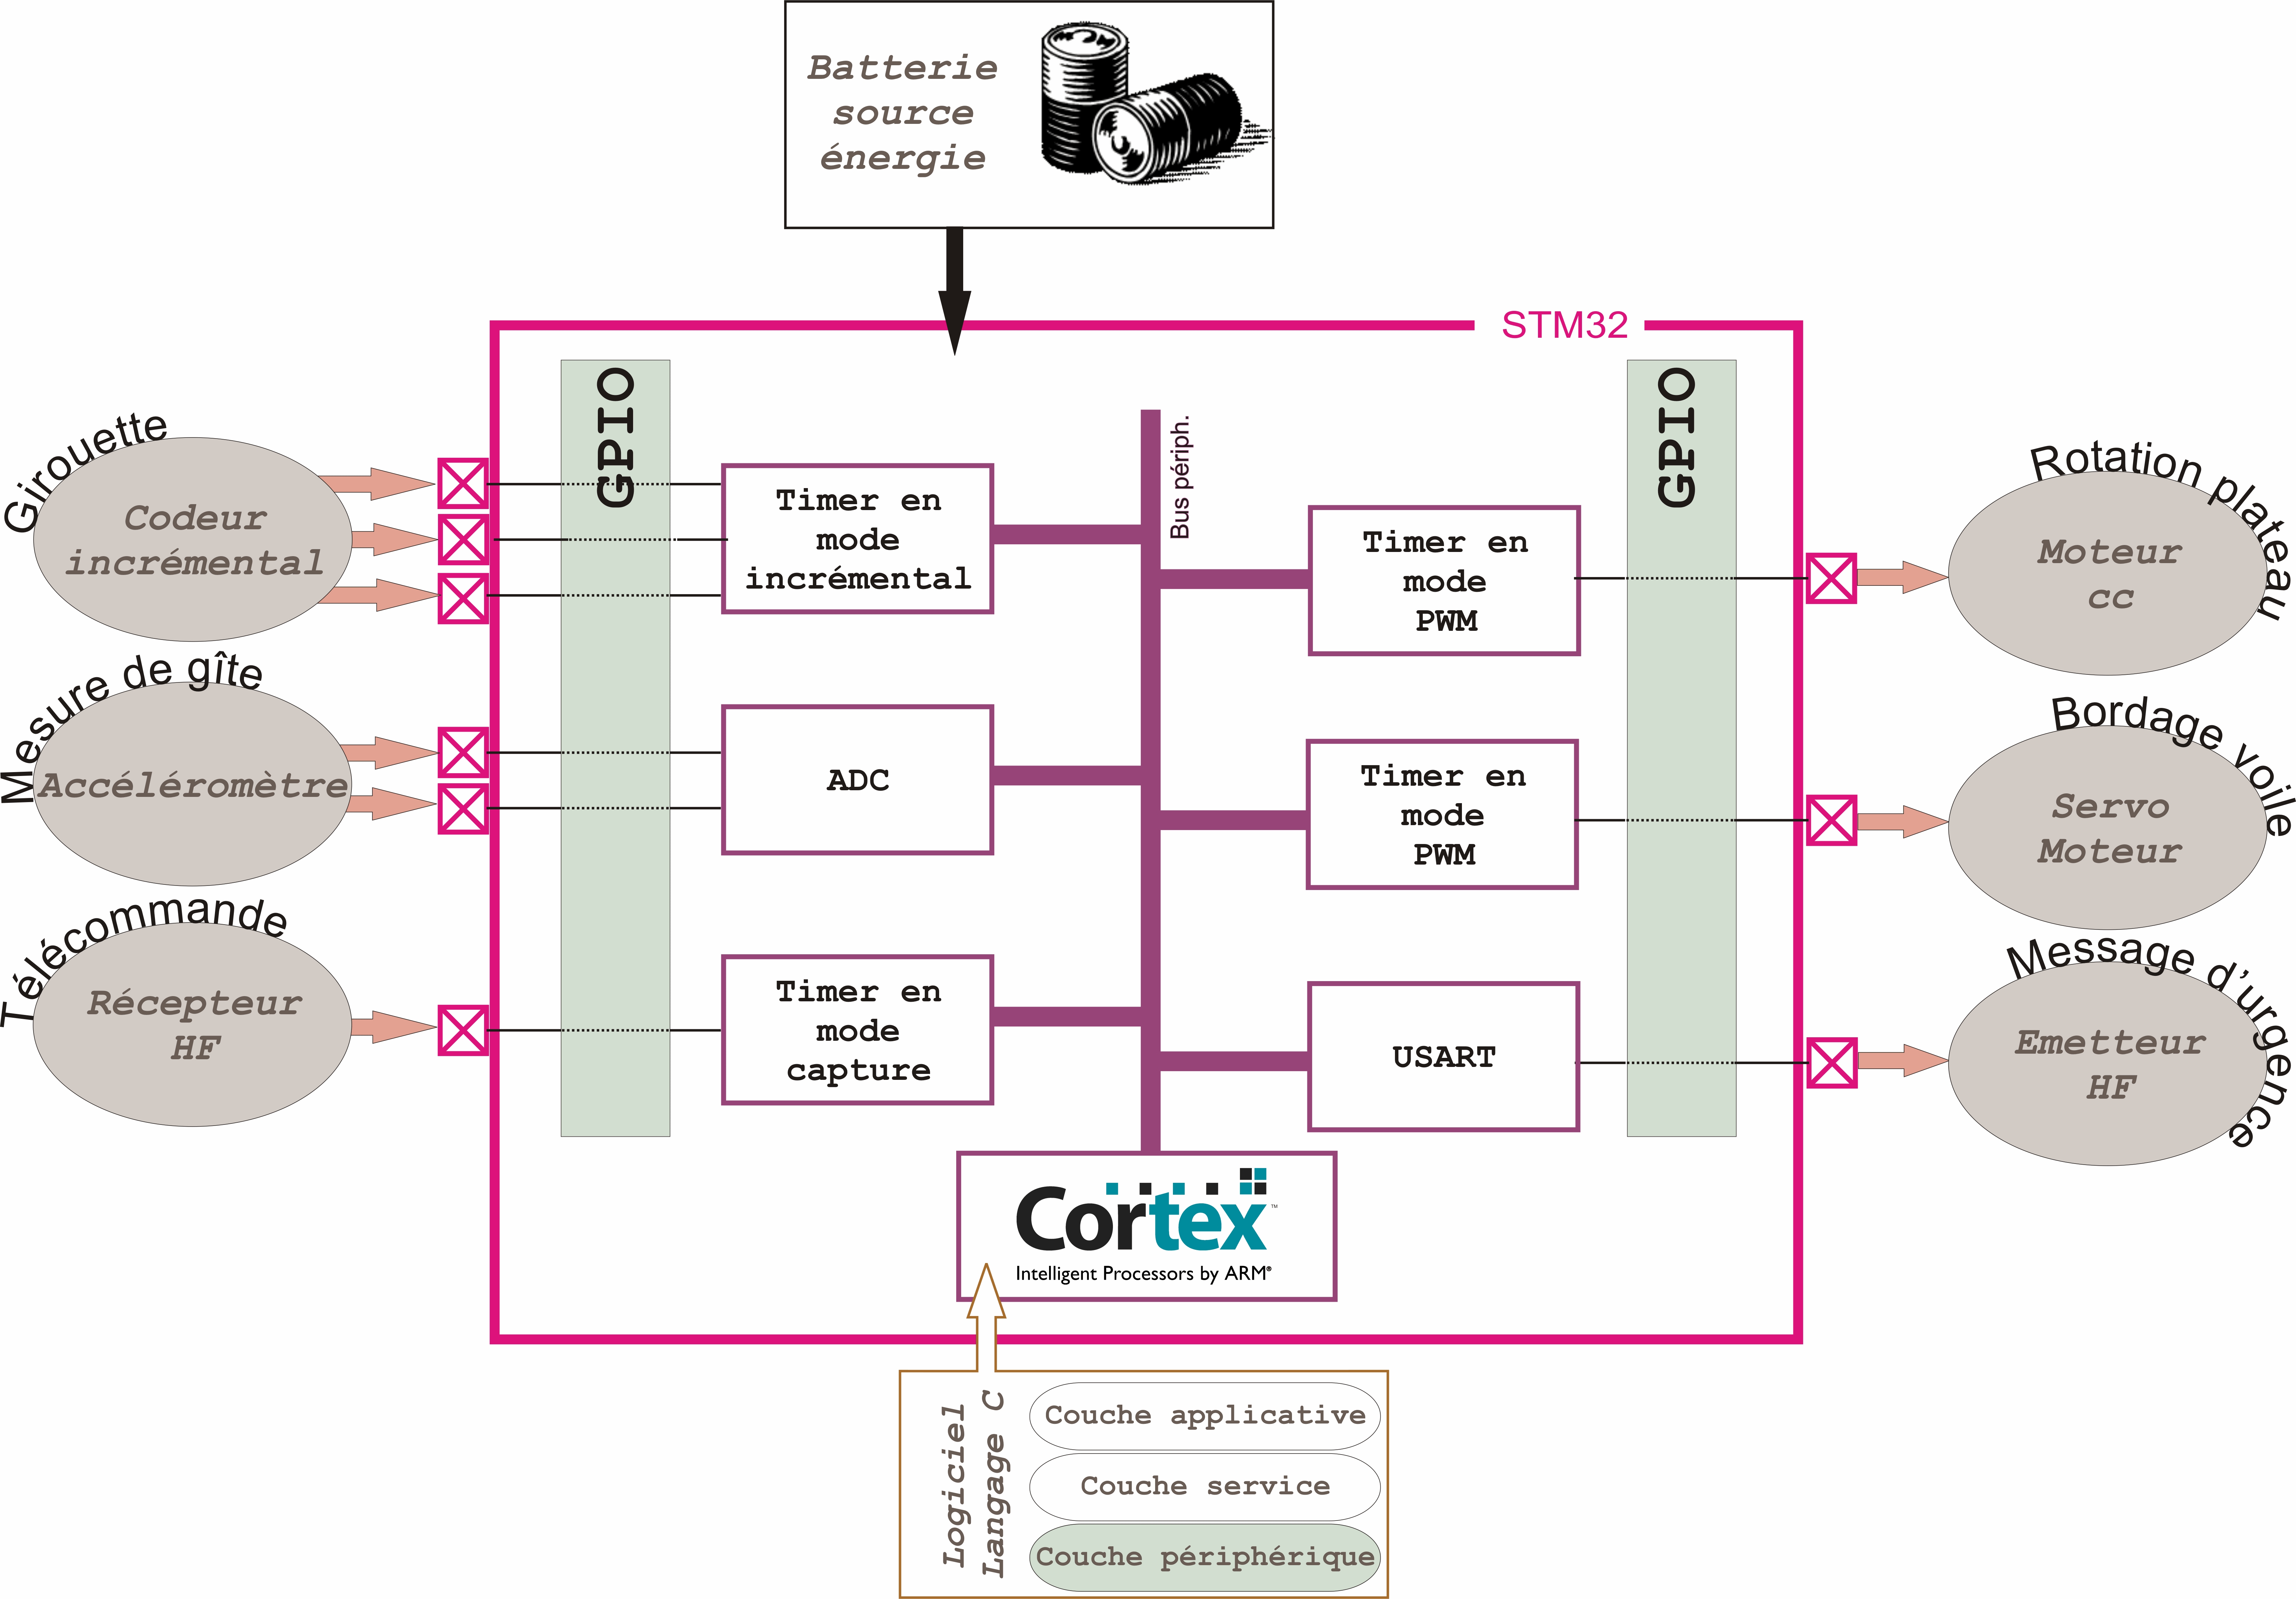 Batterie
source
énergie
STM32
GPIO
GPIO
Bus périph.
Girouette
Codeur
incrémental
Timer en
mode
incrémental
Timer en
mode
PWM
Rotation plateau
Moteur
cc
Mesure de gîte
Accéléromètre
ADC
Timer en
mode
PWM
Bordage voile
Servo
Moteur
Télécommande
Récepteur
HF
Timer en
mode
capture
USART
Message d'urgence
Emetteur
HF
Cortex™
Intelligent Processors by ARM®
Logiciel
Langage C
Couche applicative
Couche service
Couche périphérique